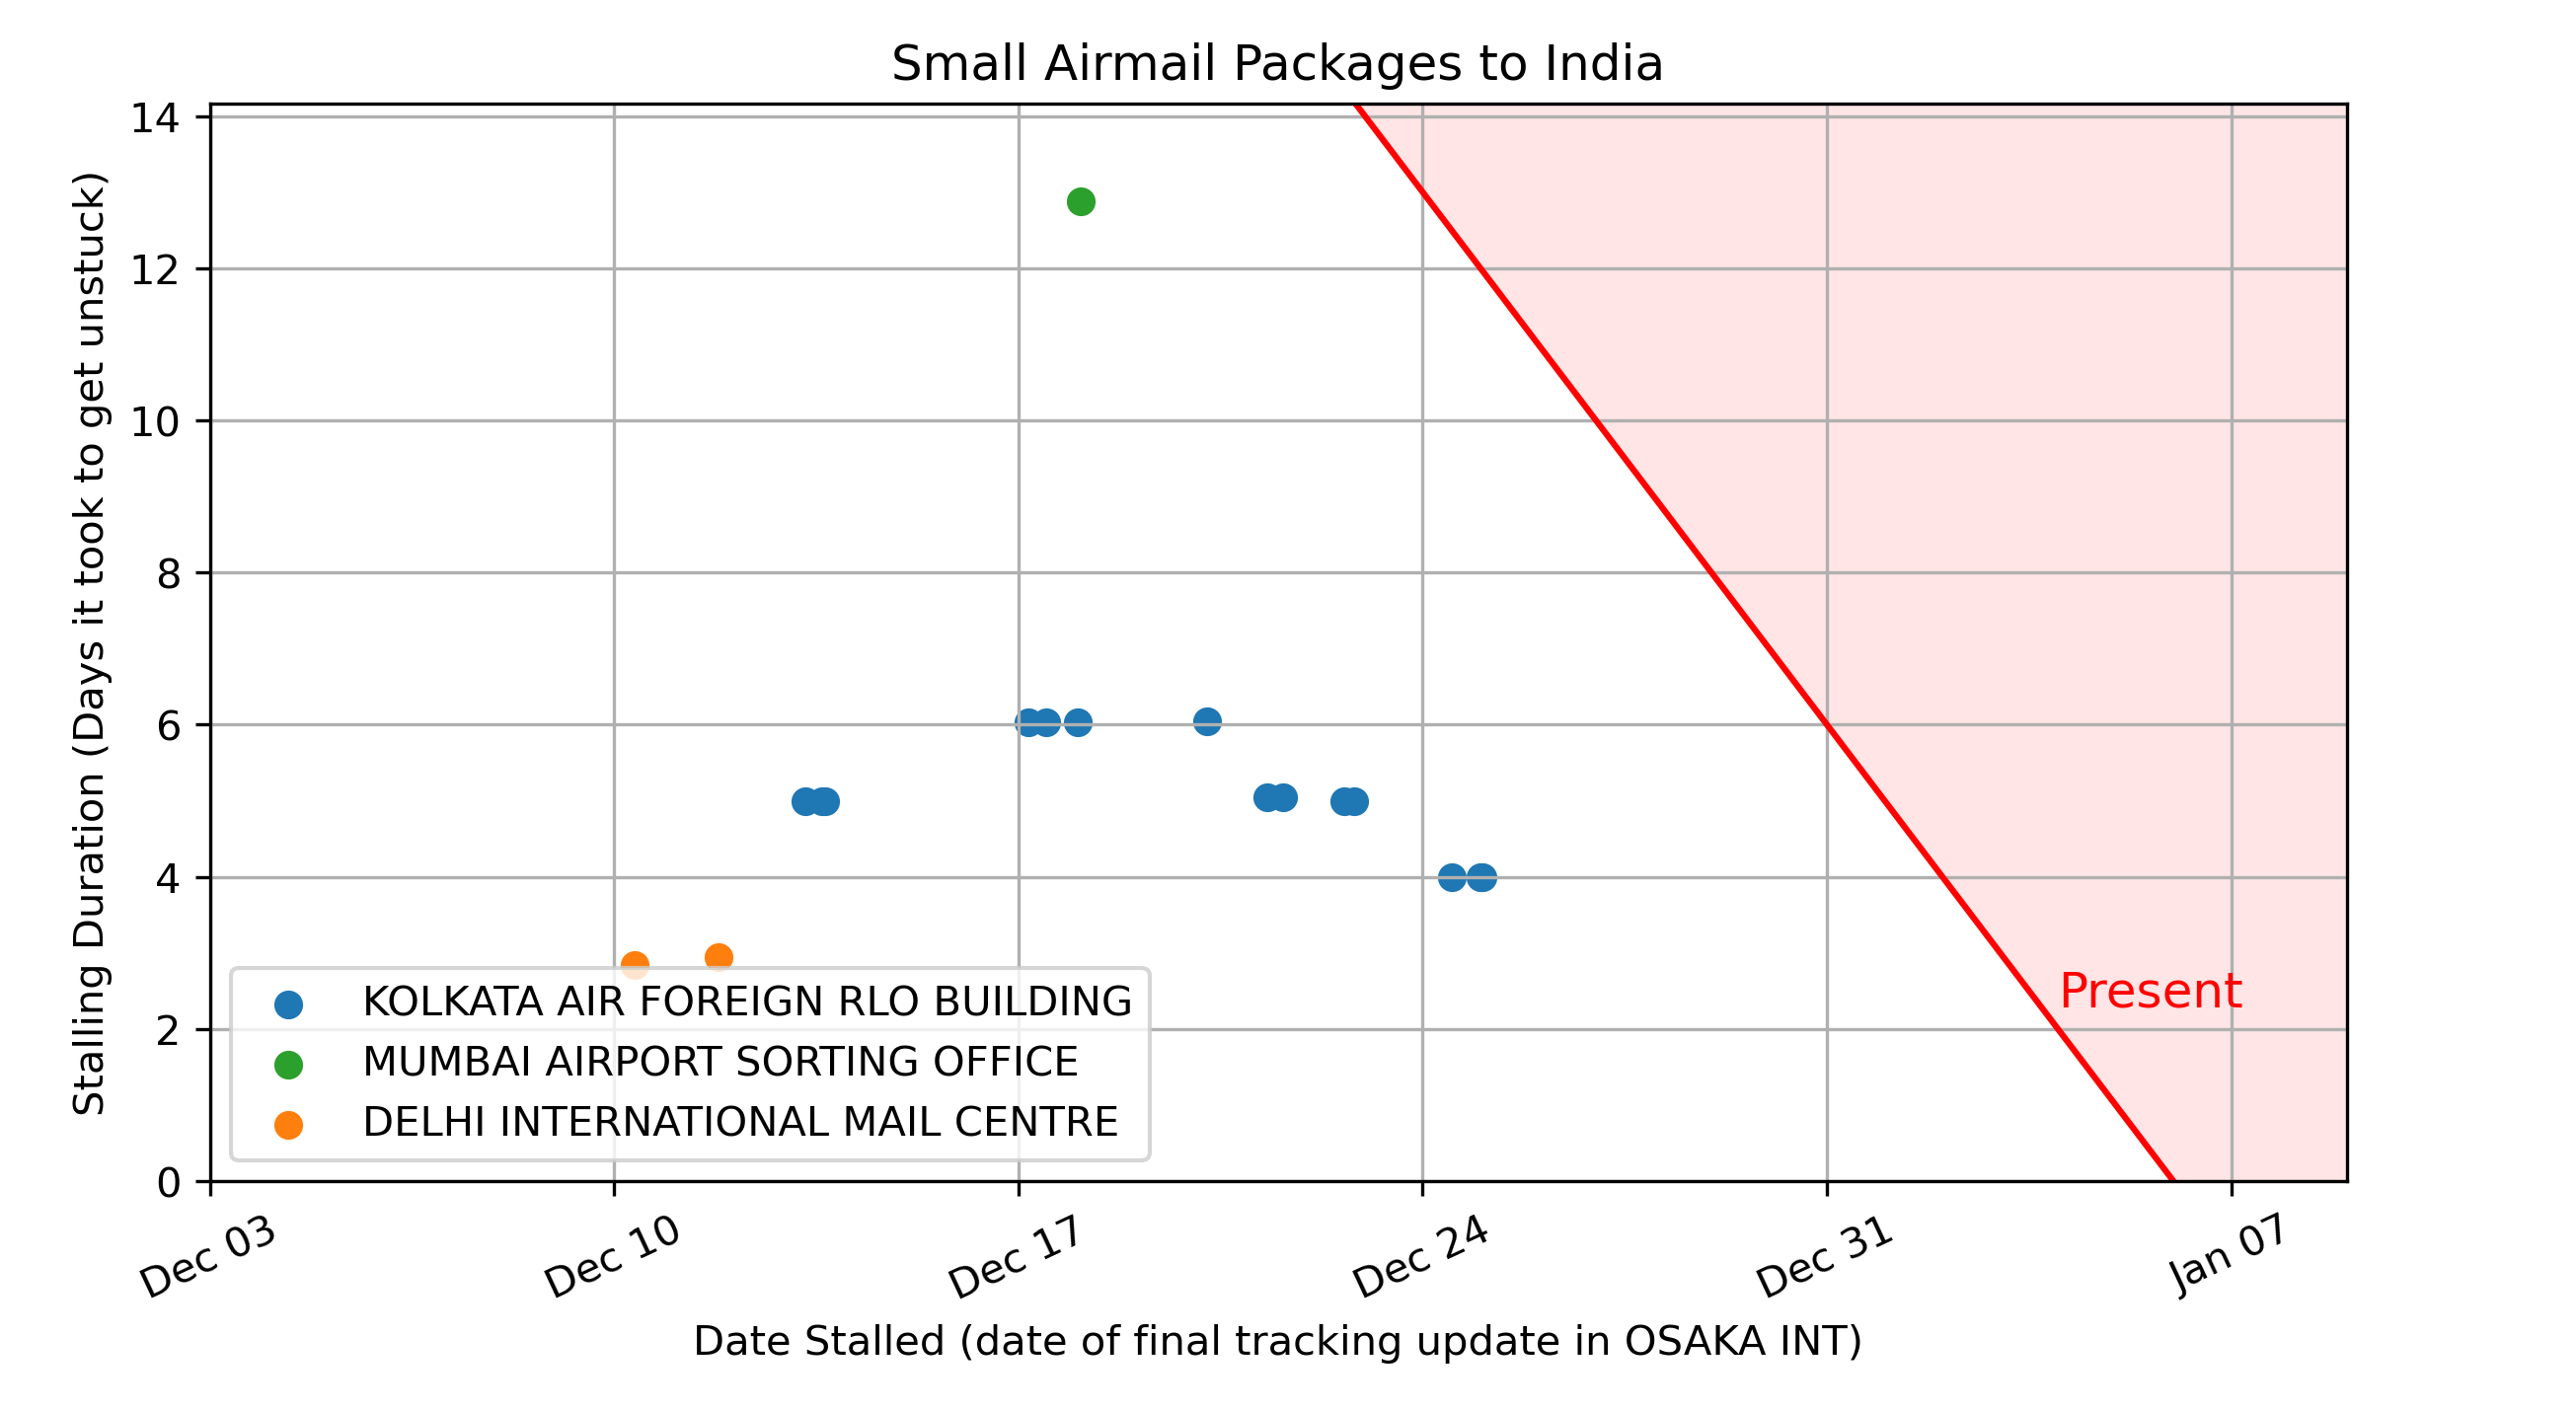 Small Airmail Packages to India
Stalling Duration (Days it took to get unstuck)
14
12
10
8
6
4
2
0
Present
KOLKATA AIR FOREIGN RLO BUILDING
MUMBAI AIRPORT SORTING OFFICE
DELHI INTERNATIONAL MAIL CENTRE
Dec 03
Dec 10
Dec 17
Dec 24
Dec 31
Jan 07
Date Stalled (date of final tracking update in OSAKA INT)